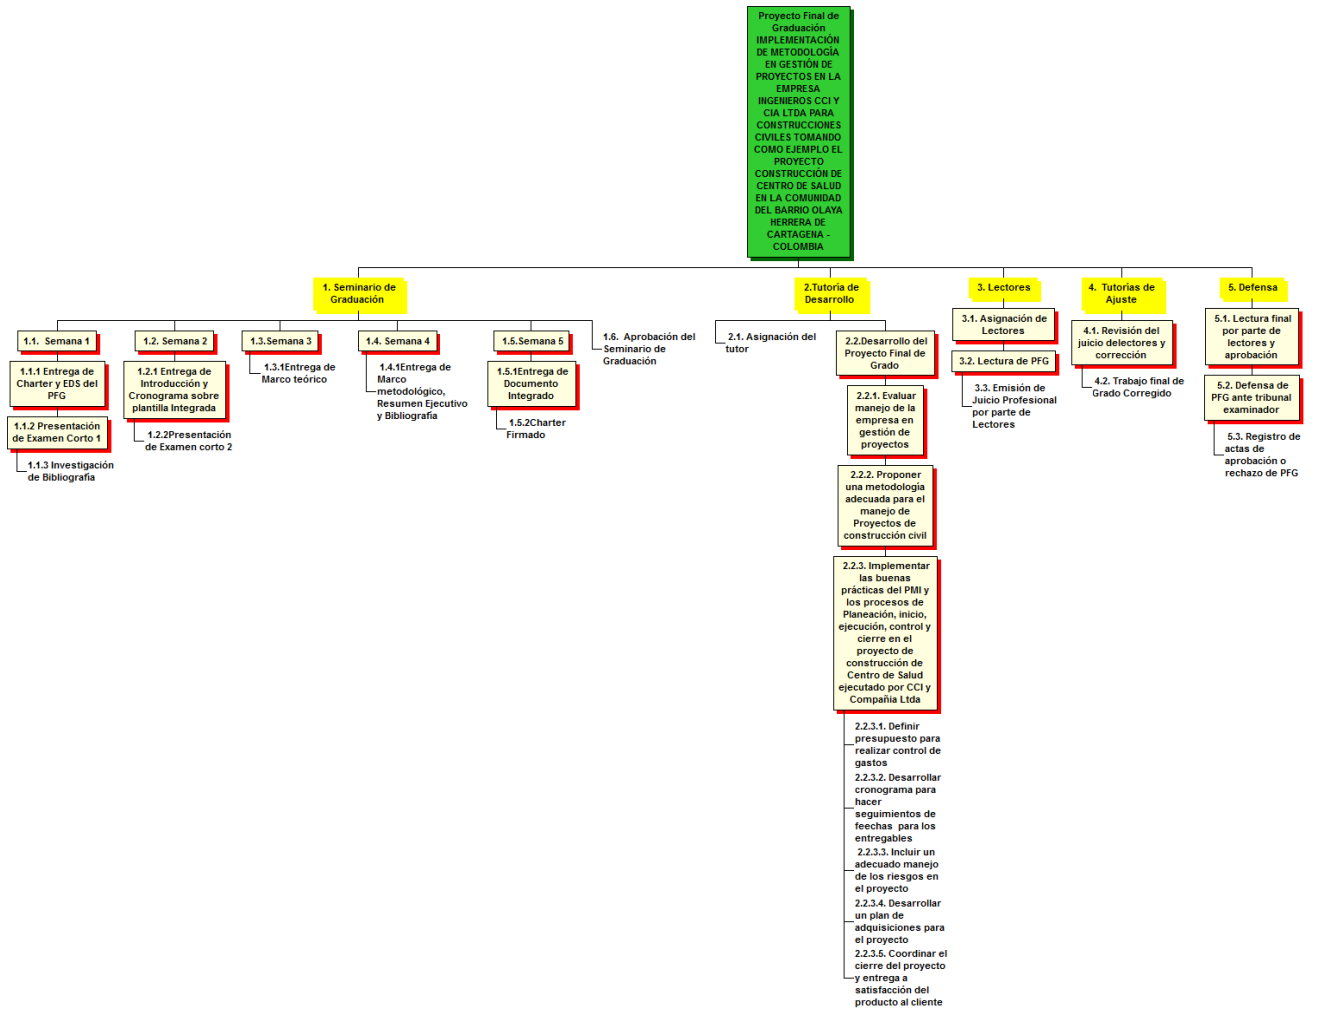 Proyecto Final de
Graduación
IMPLEMENTACIÓN
DE METODOLOGÍA
EN GESTIÓN DE
PROYECTOS EN LA
EMPRESA
INGENIEROS CCI Y
CIA LTDA PARA
CONSTRUCCIONES
CIVILES TOMANDO
COMO EJEMPLO EL
PROYECTO
CONSTRUCCIÓN DE
CENTRO DE SALUD
EN LA COMUNIDAD
DEL BARRIO OLAYA
HERRERA DE
CARTAGENA -
COLOMBIA
1. Seminario de
Graduación
1.1. Semana 1
1.1.1 Entrega de
Charter y EDS del
PFG
1.1.2 Presentación
de Examen Corto 1
1.1.3 Investigación
de Bibliografía
1.2. Semana 2
1.2.1 Entrega de
Introducción y
Cronograma sobre
plantilla Integrada
1.2.2Presentación
de Examen corto 2
1.3.Semana 3
1.3.1Entrega de
Marco teórico
1.4. Semana 4
1.4.1Entrega de
Marco
metodológico,
Resumen Ejecutivo
y Bibliografía
1.5.Semana 5
1.5.1Entrega de
Documento
Integrado
1.5.2Charter
Firmado
1.6. Aprobación del
Seminario de
Graduación
2.Tutoría de
Desarrollo
2.1. Asignación del
tutor
2.2.Desarrollo del
Proyecto Final de
Grado
2.2.1. Evaluar
manejo de la
empresa en
gestión de
proyectos
2.2.2. Proponer
una metodología
adecuada para el
manejo de
Proyectos de
construcción civil
2.2.3. Implementar
las buenas
prácticas del PMI y
los procesos de
Planeación, inicio,
ejecución, control y
cierre en el
proyecto de
construcción de
Centro de Salud
ejecutado por CCI y
Compañia Ltda
2.2.3.1. Definir
presupuesto para
realizar control de
gastos
2.2.3.2. Desarrollar
cronograma para
hacer
seguimientos de
feechas para los
entregables
2.2.3.3. Incluir un
adecuado manejo
de los riesgos en
el proyecto
2.2.3.4. Desarrollar
un plan de
adquisiciones para
el proyecto
2.2.3.5. Coordinar el
cierre del proyecto
y entrega a
satisfacción del
producto al cliente
3. Lectores
3.1. Asignación de
Lectores
3.2. Lectura de PFG
3.3. Emisión de
Juicio Profesional
por parte de
Lectores
4. Tutorías de
Ajuste
4.1. Revisión del
juicio delectores y
corrección
4.2. Trabajo final de
Grado Corregido
5. Defensa
5.1. Lectura final
por parte de
lectores y
aprobación
5.2. Defensa de
PFG ante tribunal
examinador
5.3. Registro de
actas de
aprobación o
rechazo de PFG